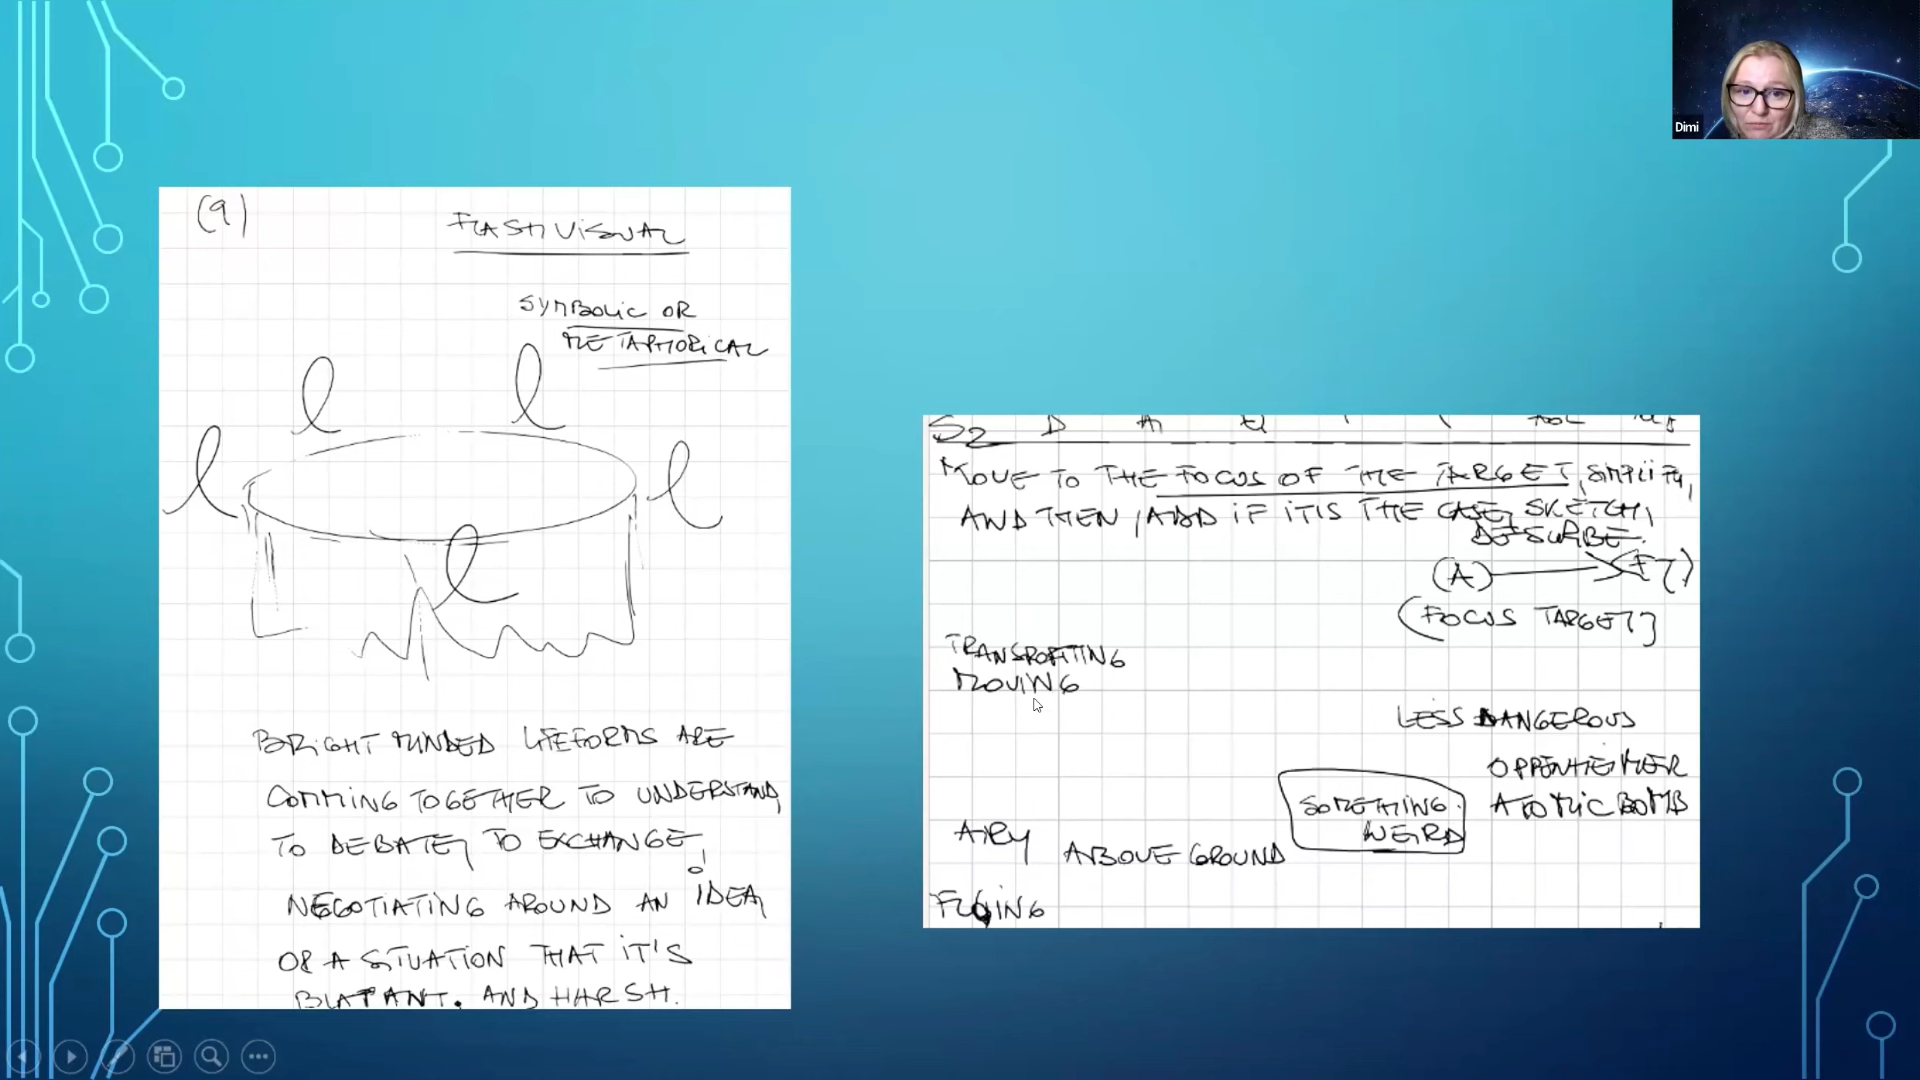 (9)
FLASH VISUAL
SYMBOLIC OR
METAPHORICAL
BRIGHT MINDED LIFEFORMS ARE
COMMING TOGETHER TO UNDERSTAND,
TO DEBATE, TO EXCHANGE!
NEGOTIATING AROUND AN IDEA,
OR A SITUATION THAT IT'S
BLATANT. AND HARSH.
S2
MOVE TO THE FOCUS OF THE TARGET, SIMPLIFY,
AND THEN, ADD IF IT IS THE CASE, SKETCH,
DESCRIBE.
(A)
(FOCUS TARGET)
TRANSPORTING
MOVING
LESS DANGEROUS
OPPENHEIMER
ATOMIC BOMB
SOMETHING
WEIRD
AIRY
ABOVE GROUND
FLYING
Dimi